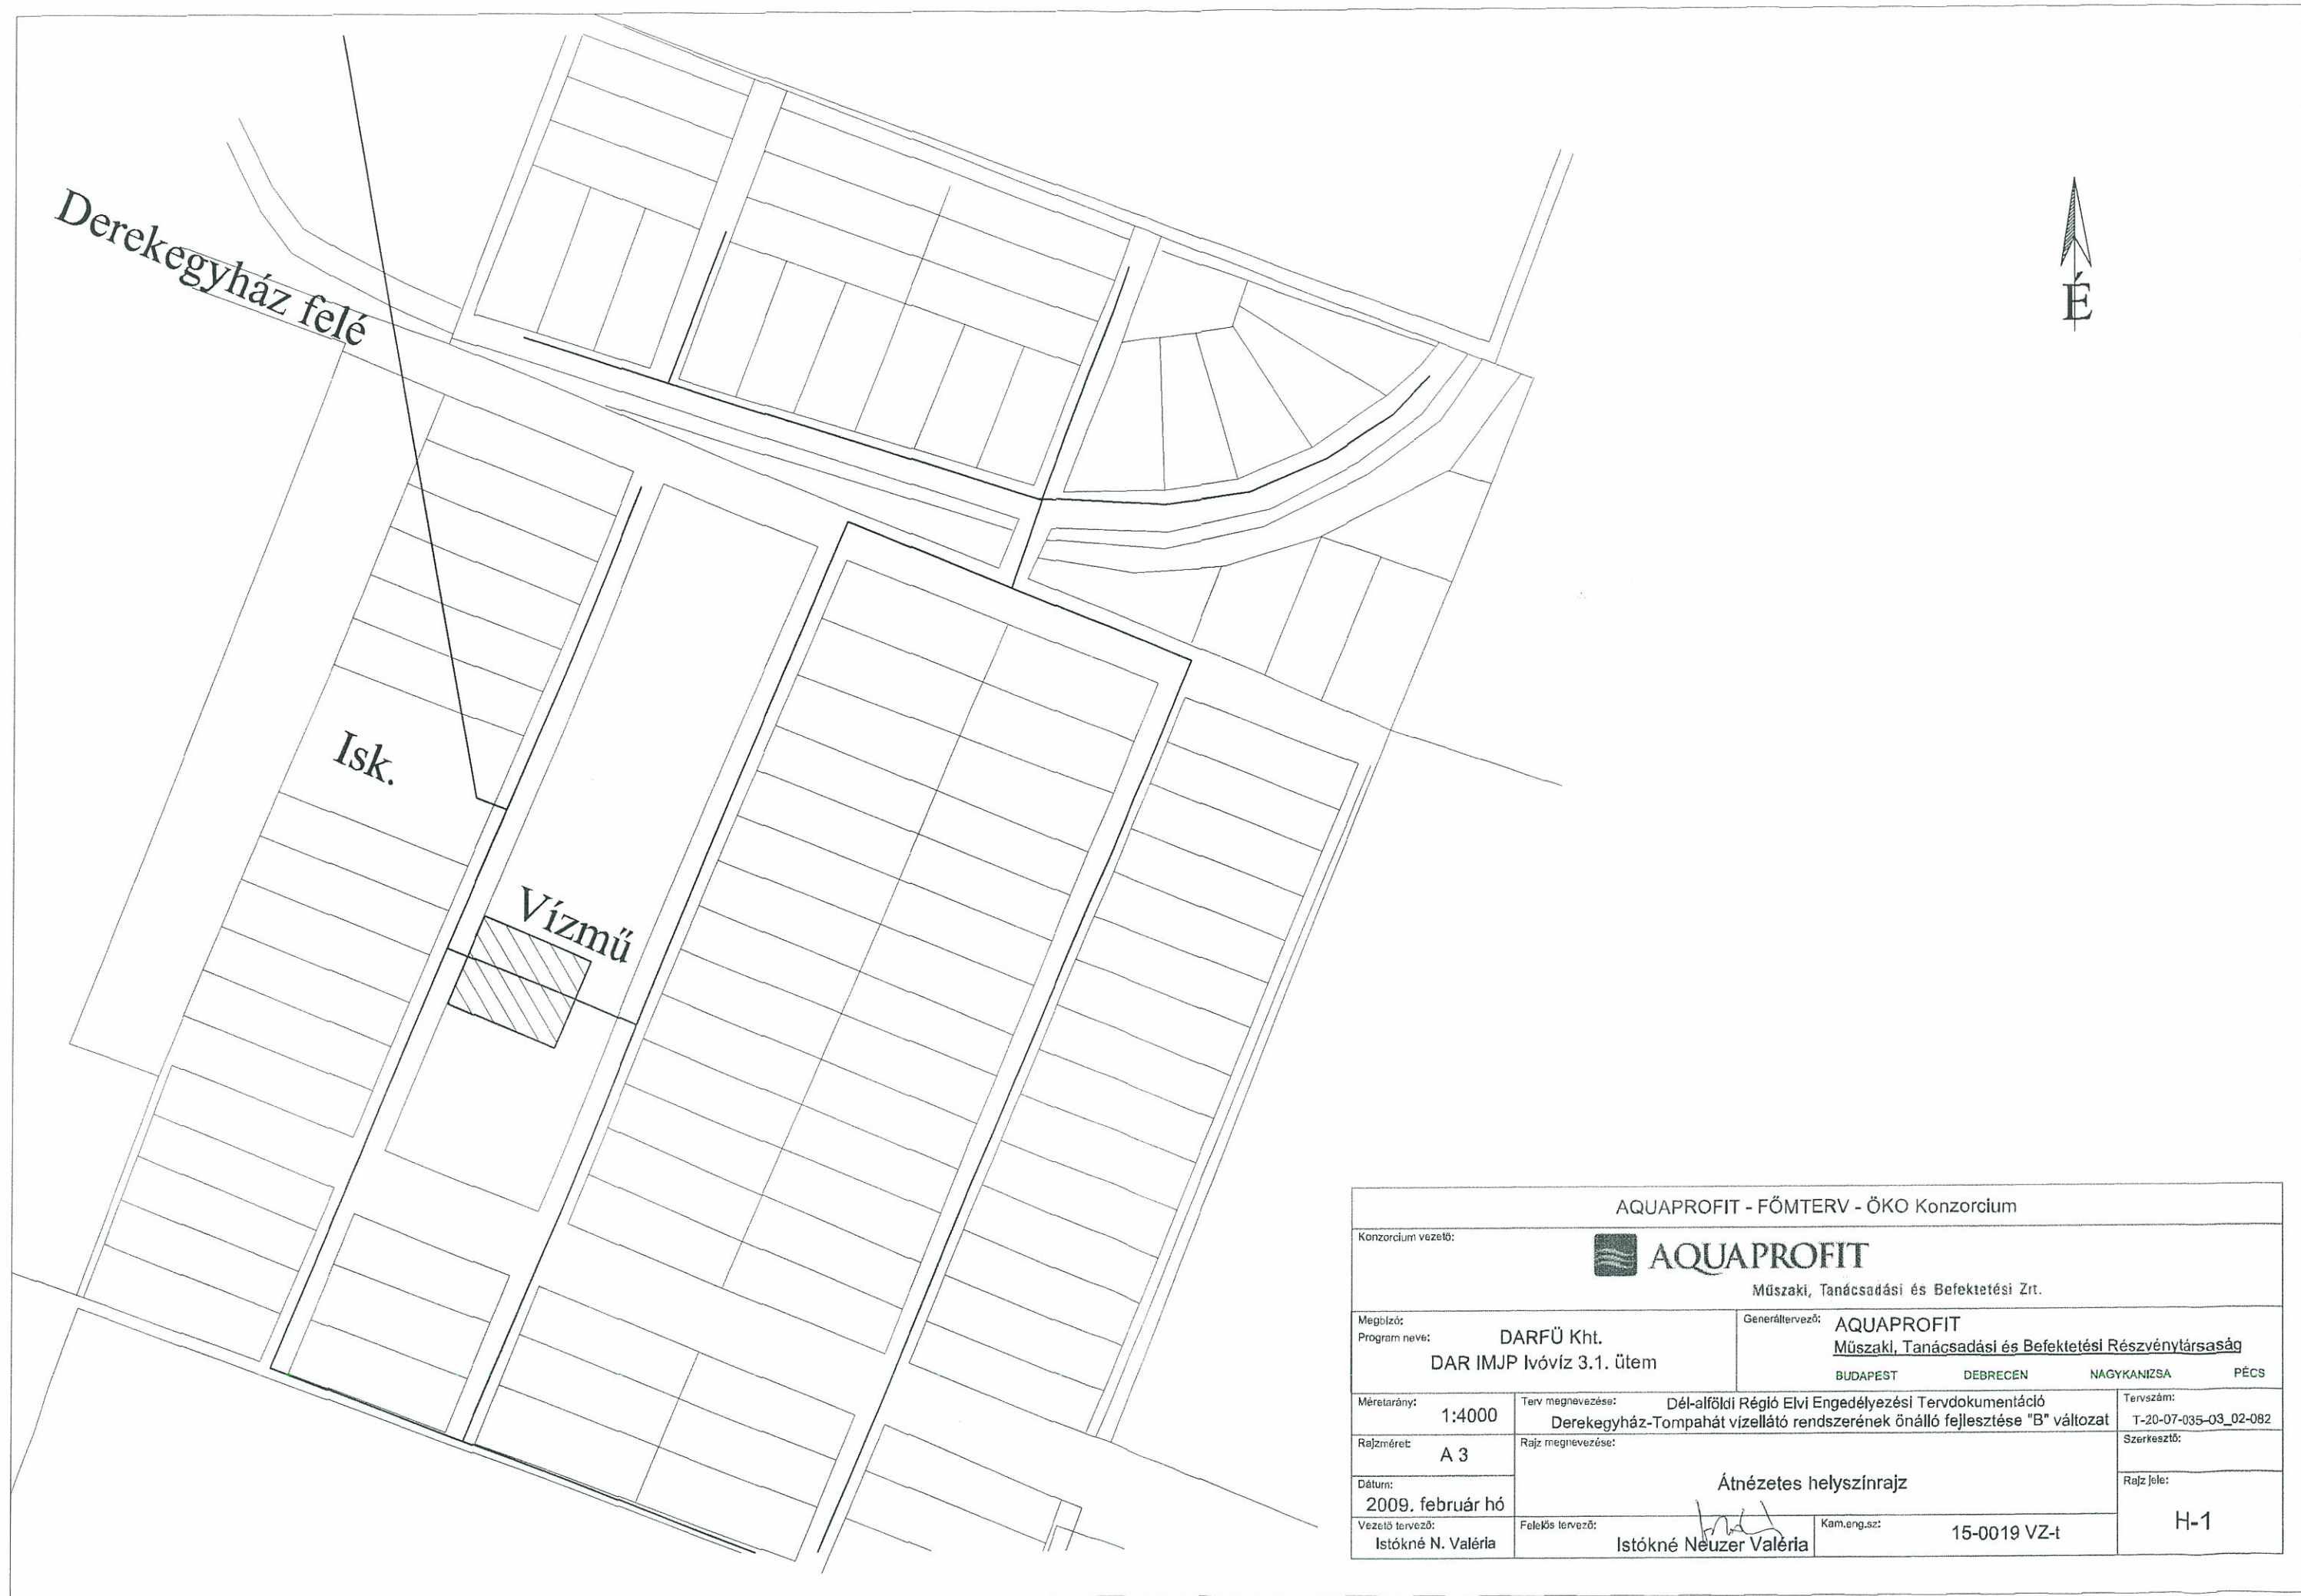 Derekegyház felé
É
Isk.
Vízmű
AQUAPROFIT - FŐMTERV - ÖKO Konzorcium
Konzorcium vezető:
AQUAPROFIT
Műszaki, Tanácsadási és Befektetési Zrt.
Megbízó:
Program neve:
DARFÜ Kht.
DAR IMJP Ivóvíz 3.1. ütem
Generáltervező:
AQUAPROFIT
Műszaki, Tanácsadási és Befektetési Részvénytársaság
BUDAPEST DEBRECEN NAGYKANIZSA PÉCS
Méretarány:
1:4000
Terv megnevezése: Dél-alföldi Régió Elvi Engedélyezési Tervdokumentáció
Derekegyház-Tompahát vízellátó rendszerének önálló fejlesztése "B" változat
Tervszám:
T-20-07-035-03_02-082
Rajzméret:
A 3
Rajz megnevezése:
Átnézetes helyszínrajz
Szerkesztő:
Dátum:
2009. február hó
Rajz jele:
H-1
Vezető tervező:
Istókné N. Valéria
Felelős tervező:
Istókné Neuzer Valéria
Kam.eng.sz:
15-0019 VZ-t